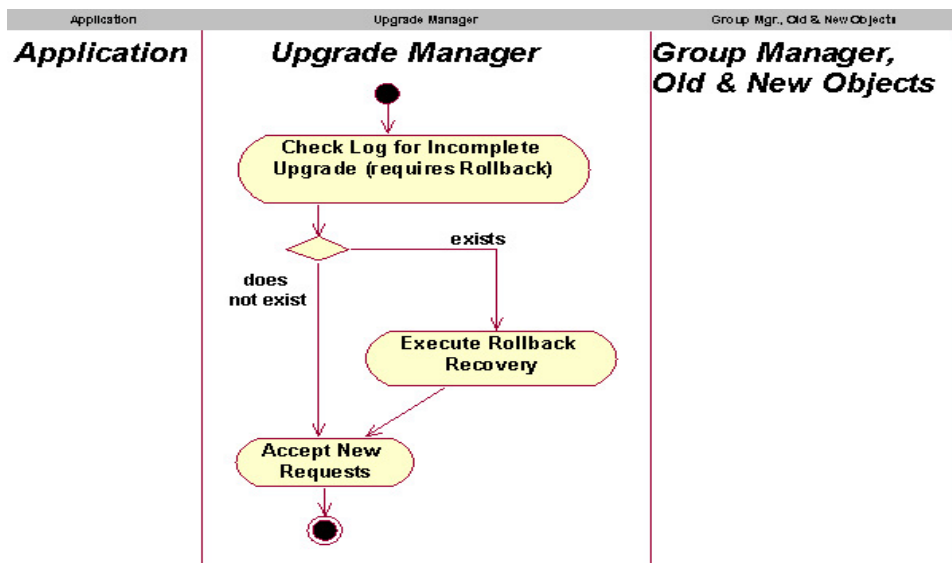 Application
Upgrade Manager
Group Mgr., Old & New Objects
Application
Upgrade Manager
Group Manager,
Old & New Objects
Check Log for Incomplete
Upgrade (requires Rollback)
exists
does
not exist
Execute Rollback
Recovery
Accept New
Requests